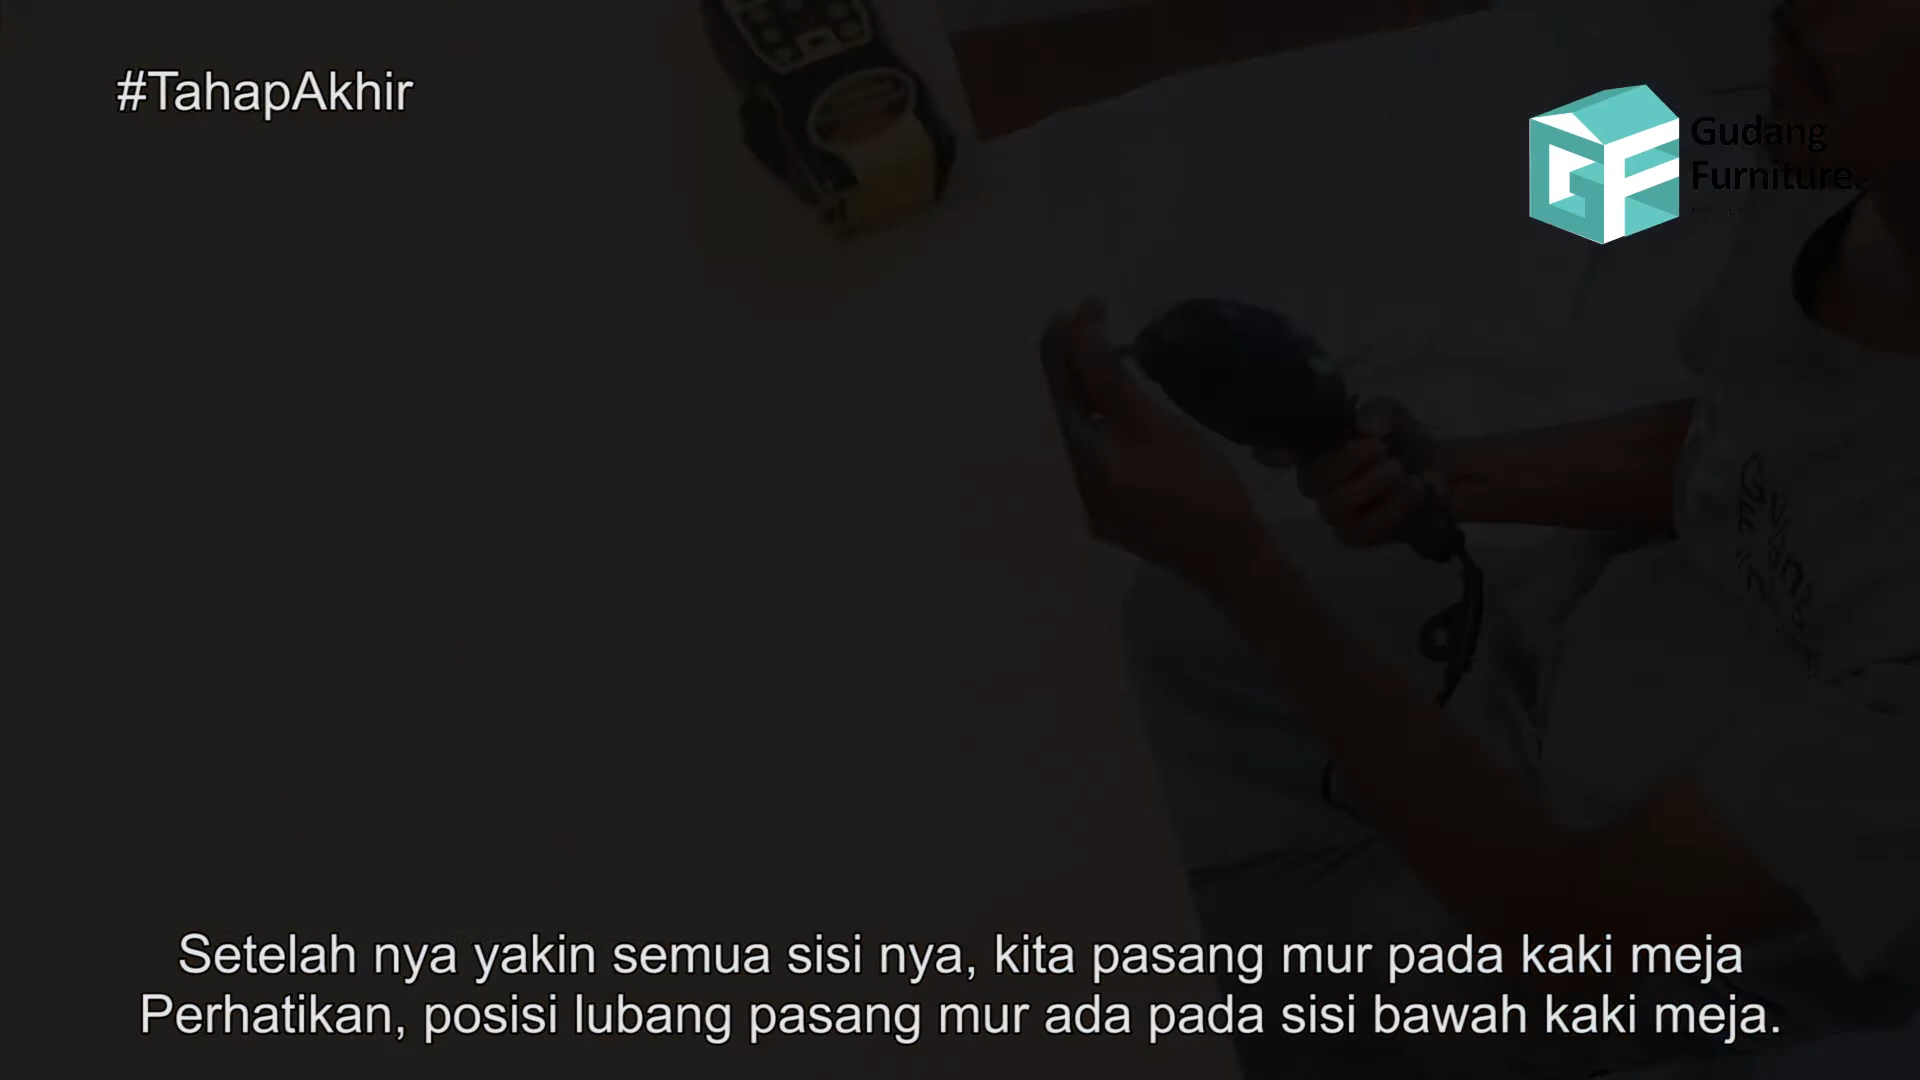 #TahapAkhir
Gudang
Furniture.
Setelah nya yakin semua sisi nya, kita pasang mur pada kaki meja
Perhatikan, posisi lubang pasang mur ada pada sisi bawah kaki meja.